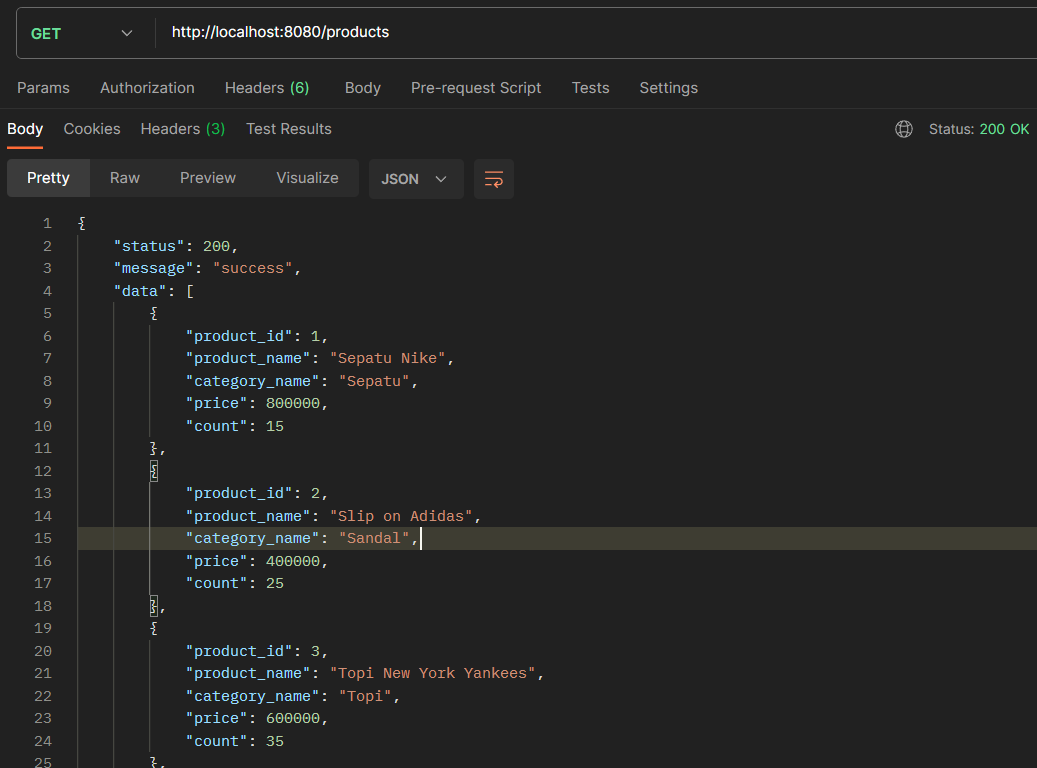 GET http://localhost:8080/products
Params Authorization Headers (6) Body Pre-request Script Tests Settings
Body Cookies Headers (3) Test Results Status: 200 OK
Pretty Raw Preview Visualize JSON
1 {
2 "status": 200,
3 "message": "success",
4 "data": [
5 {
6 "product_id": 1,
7 "product_name": "Sepatu Nike",
8 "category_name": "Sepatu",
9 "price": 800000,
10 "count": 15
11 },
12 {
13 "product_id": 2,
14 "product_name": "Slip on Adidas",
15 "category_name": "Sandal",
16 "price": 400000,
17 "count": 25
18 },
19 {
20 "product_id": 3,
21 "product_name": "Topi New York Yankees",
22 "category_name": "Topi",
23 "price": 600000,
24 "count": 35
25 },